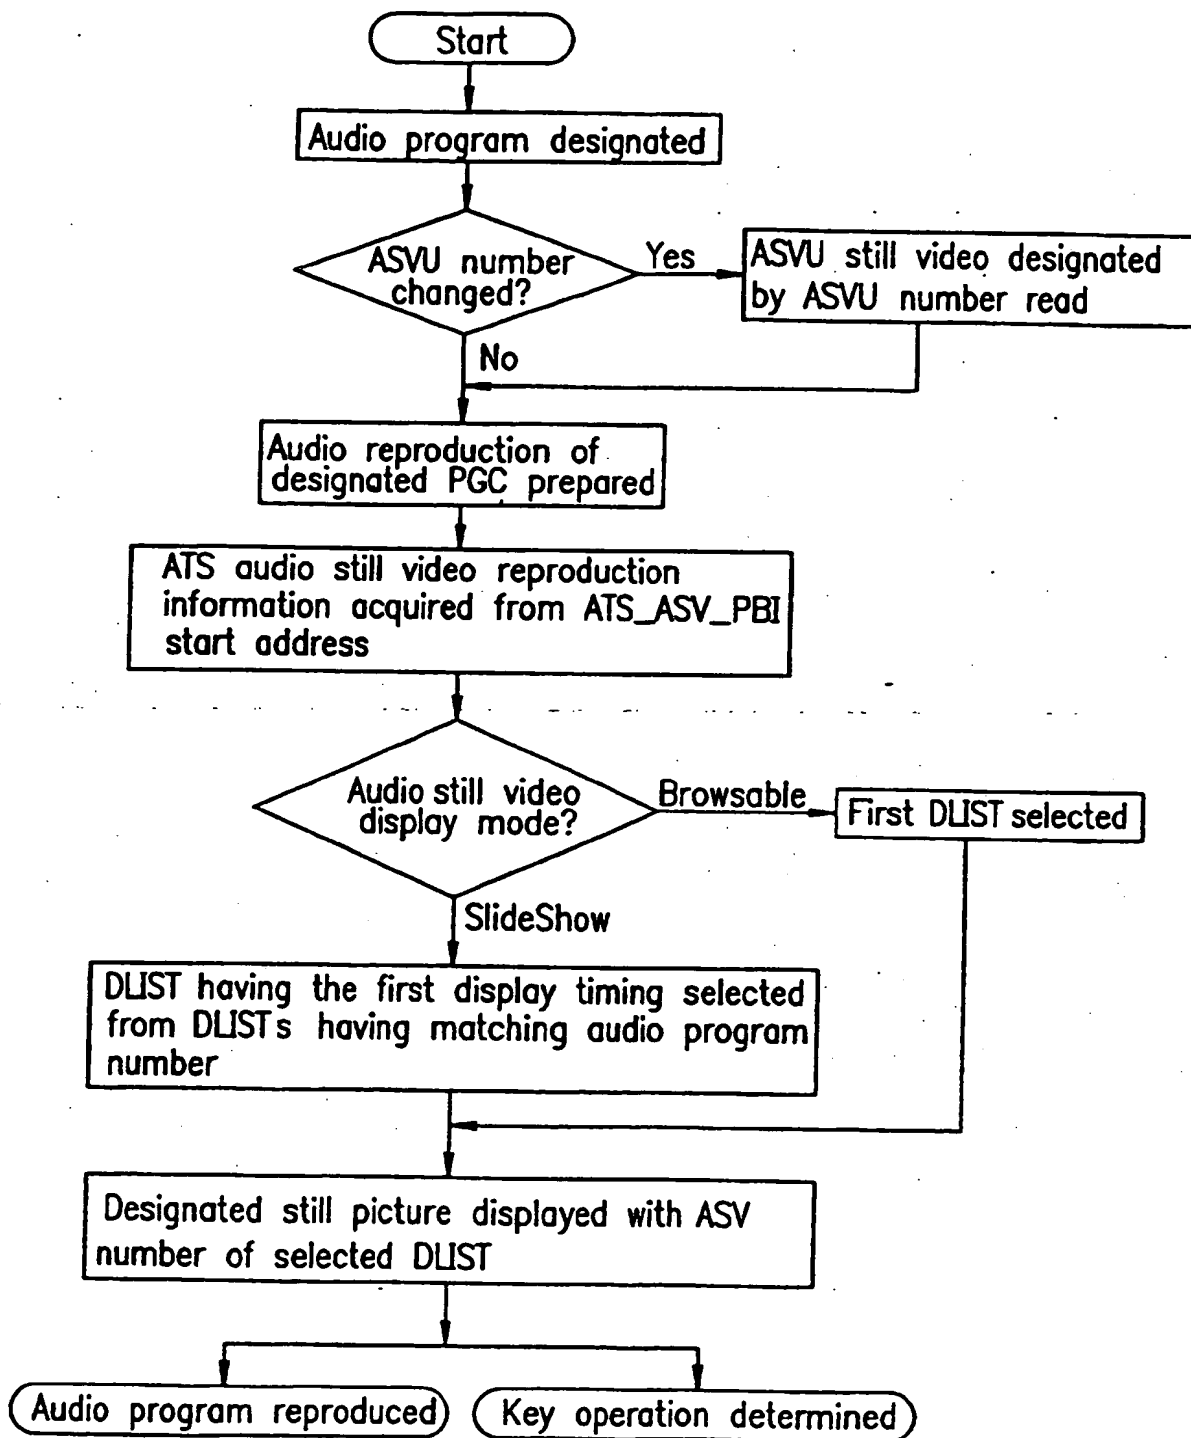 Start
Audio program designated
ASVU number
changed?
Yes
ASVU still video designated
by ASVU number read
No
Audio reproduction of
designated PGC prepared
ATS audio still video reproduction
information acquired from ATS_ASV_PBI
start address
Audio still video
display mode?
Browsable
First DLIST selected
SlideShow
DLIST having the first display timing selected
from DLISTs having matching audio program
number
Designated still picture displayed with ASV
number of selected DLIST
Audio program reproduced
Key operation determined